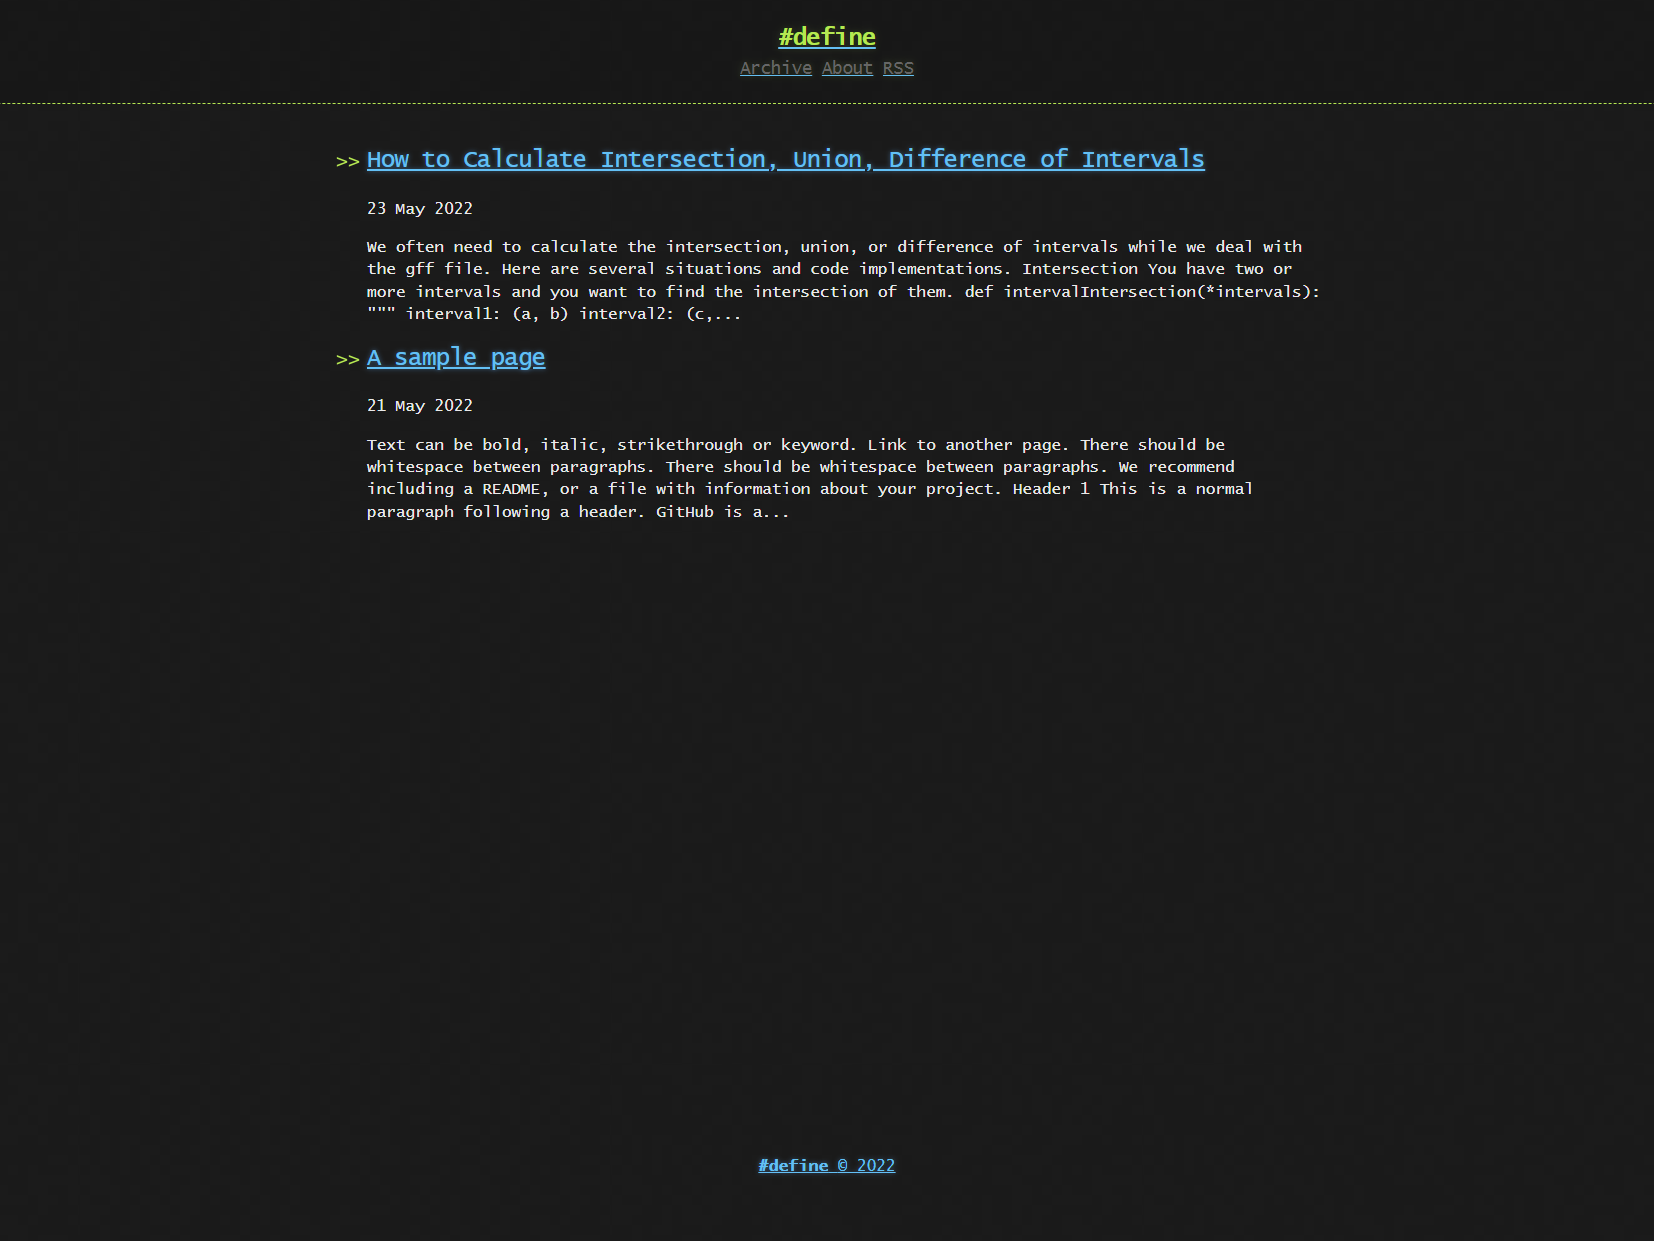 #define
Archive About RSS
>> How to Calculate Intersection, Union, Difference of Intervals
23 May 2022
We often need to calculate the intersection, union, or difference of intervals while we deal with
the gff file. Here are several situations and code implementations. Intersection You have two or
more intervals and you want to find the intersection of them. def intervalIntersection(*intervals):
""" interval1: (a, b) interval2: (c,...
>> A sample page
21 May 2022
Text can be bold, italic, strikethrough or keyword. Link to another page. There should be
whitespace between paragraphs. There should be whitespace between paragraphs. We recommend
including a README, or a file with information about your project. Header 1 This is a normal
paragraph following a header. GitHub is a...
#define © 2022